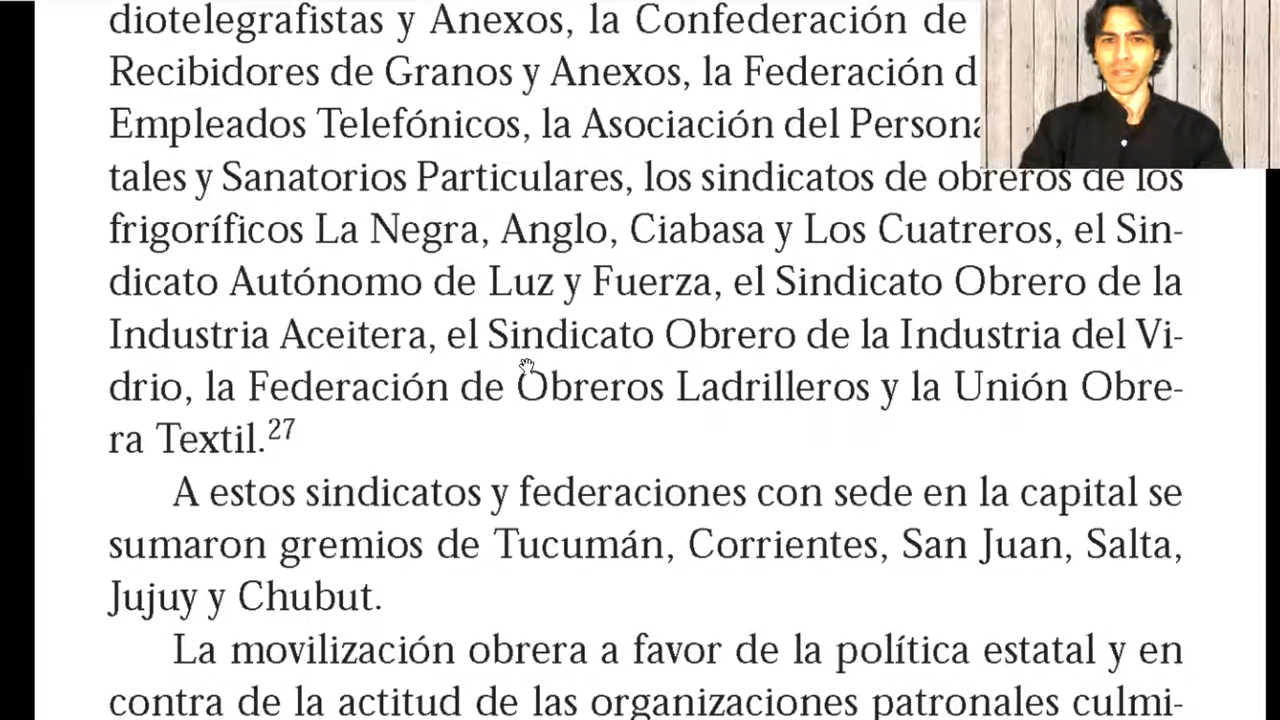 diotelegrafistas y Anexos, la Confederación de
Recibidores de Granos y Anexos, la Federación d
Empleados Telefónicos, la Asociación del Persona
tales y Sanatorios Particulares, los sindicatos de obreros de los
frigoríficos La Negra, Anglo, Ciabasa y Los Cuatreros, el Sin-
dicato Autónomo de Luz y Fuerza, el Sindicato Obrero de la
Industria Aceitera, el Sindicato Obrero de la Industria del Vi-
drio, la Federación de Obreros Ladrilleros y la Unión Obre-
ra Textil.27
A estos sindicatos y federaciones con sede en la capital se
sumaron gremios de Tucumán, Corrientes, San Juan, Salta,
Jujuy y Chubut.
La movilización obrera a favor de la política estatal y en
contra de la actitud de las organizaciones patronales culmi-